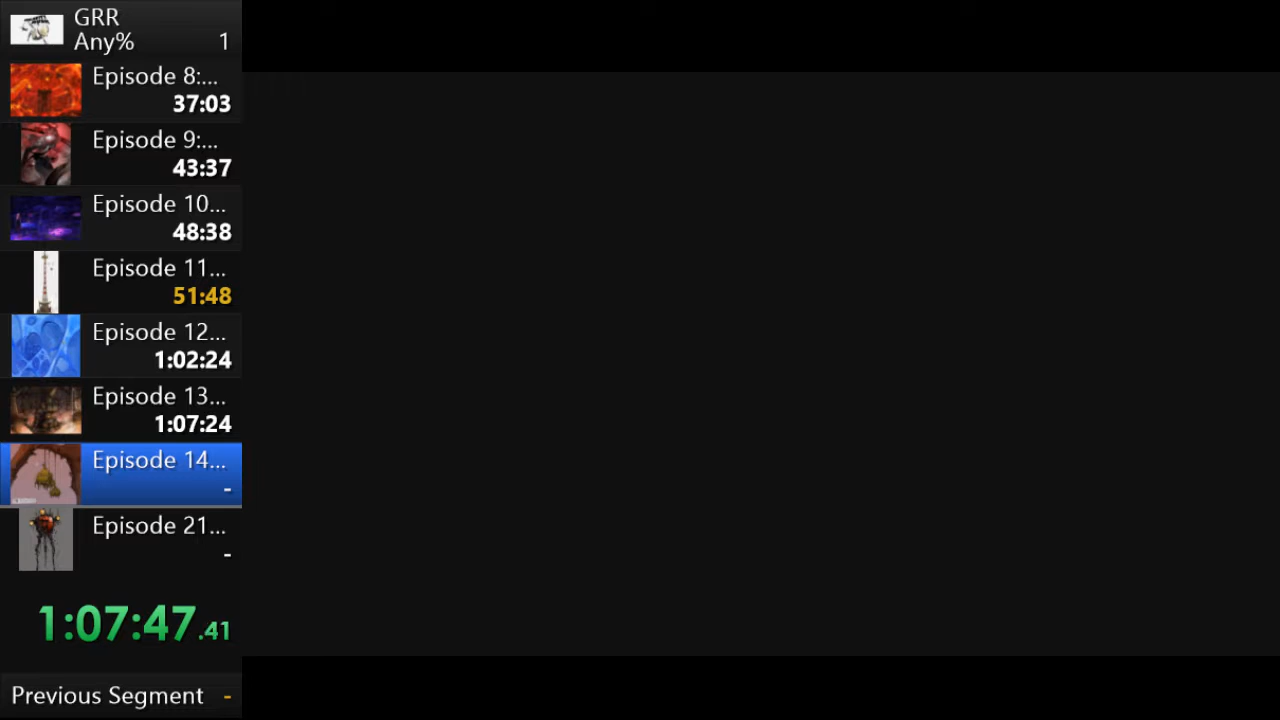 GRR
Any% 1
Episode 8:...
37:03
Episode 9:...
43:37
Episode 10...
48:38
Episode 11...
51:48
Episode 12...
1:02:24
Episode 13...
1:07:24
Episode 14...
-
Episode 21...
-
1:07:47.41
Previous Segment -